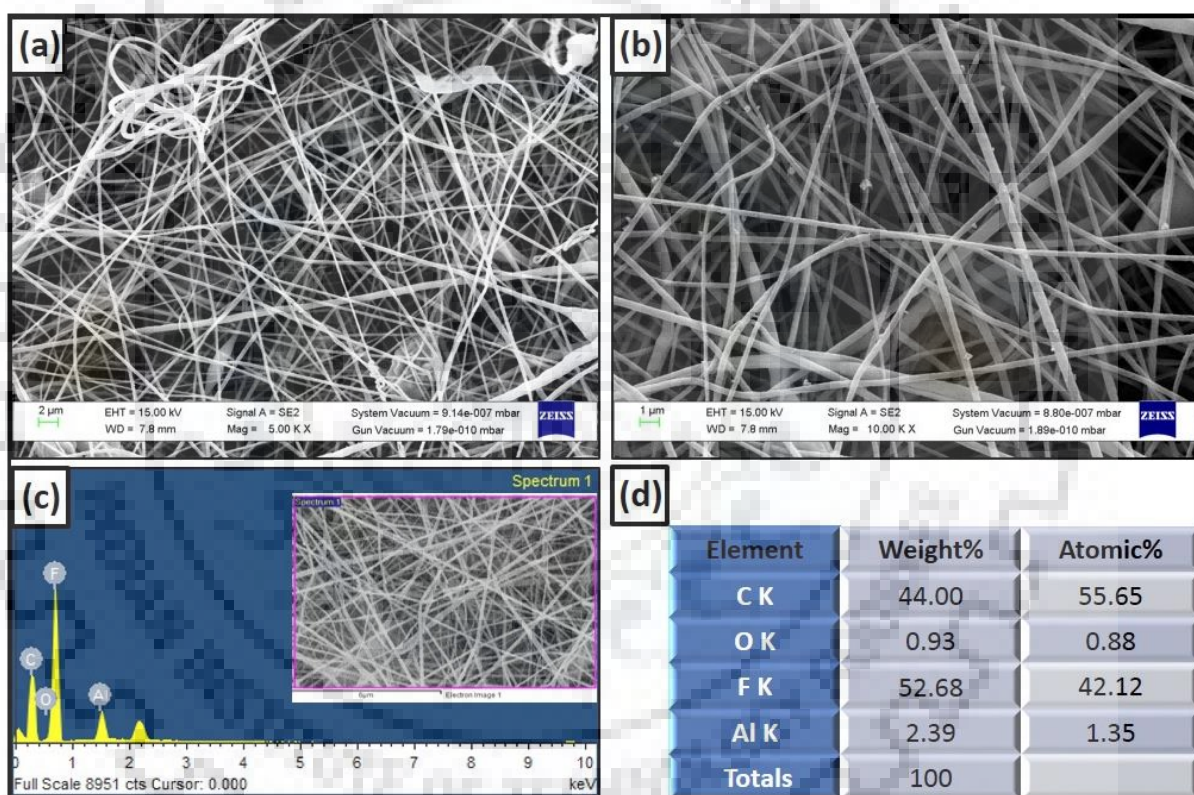 (a)
2 µm
EHT = 15.00 kV Signal A = SE2 System Vacuum = 9.14e-007 mbar
WD = 7.8 mm Mag = 5.00 K X Gun Vacuum = 1.79e-010 mbar
ZEISS
(b)
1 µm
EHT = 15.00 kV Signal A = SE2 System Vacuum = 8.80e-007 mbar
WD = 7.8 mm Mag = 10.00 K X Gun Vacuum = 1.89e-010 mbar
ZEISS
(c)
Spectrum 1
Spectrum 1
F
C
O
Al
6µm Electron Image 1
0 1 2 3 4 5 6 7 8 9 10
Full Scale 8951 cts Cursor: 0.000 keV
(d)
Element Weight% Atomic%
C K 44.00 55.65
O K 0.93 0.88
F K 52.68 42.12
Al K 2.39 1.35
Totals 100